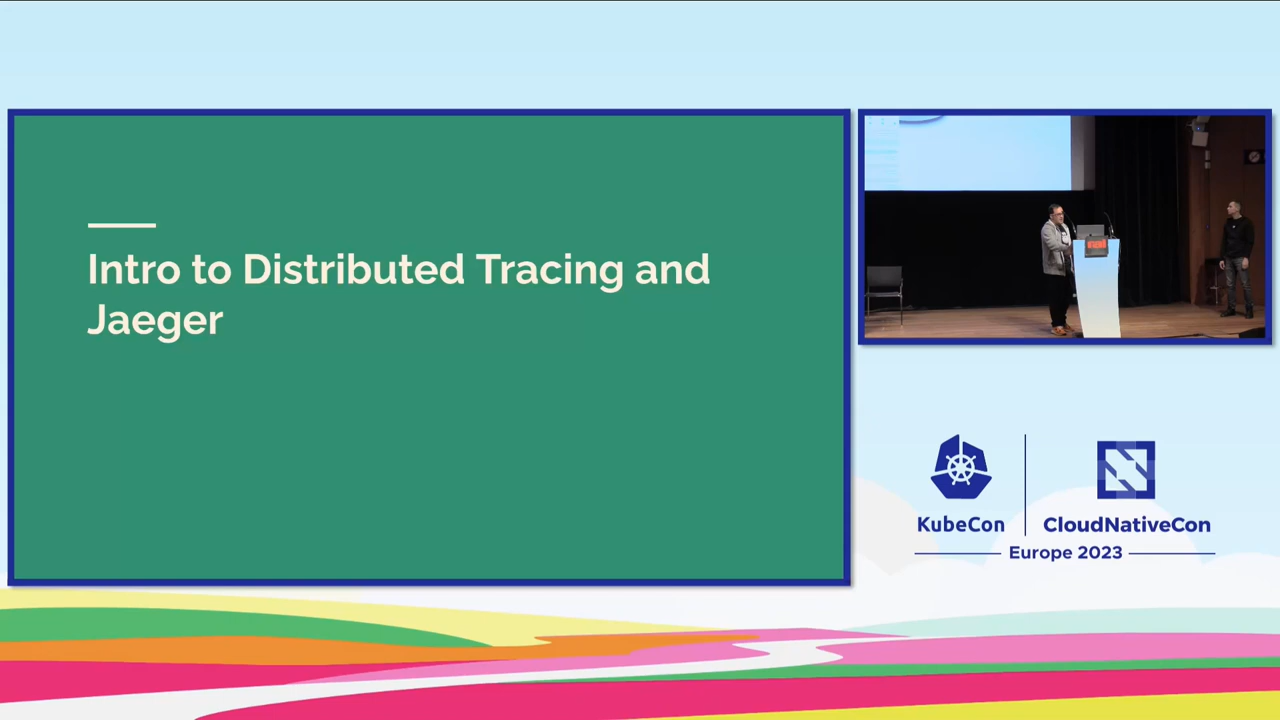 Intro to Distributed Tracing and
Jaeger
KubeCon
CloudNativeCon
Europe 2023